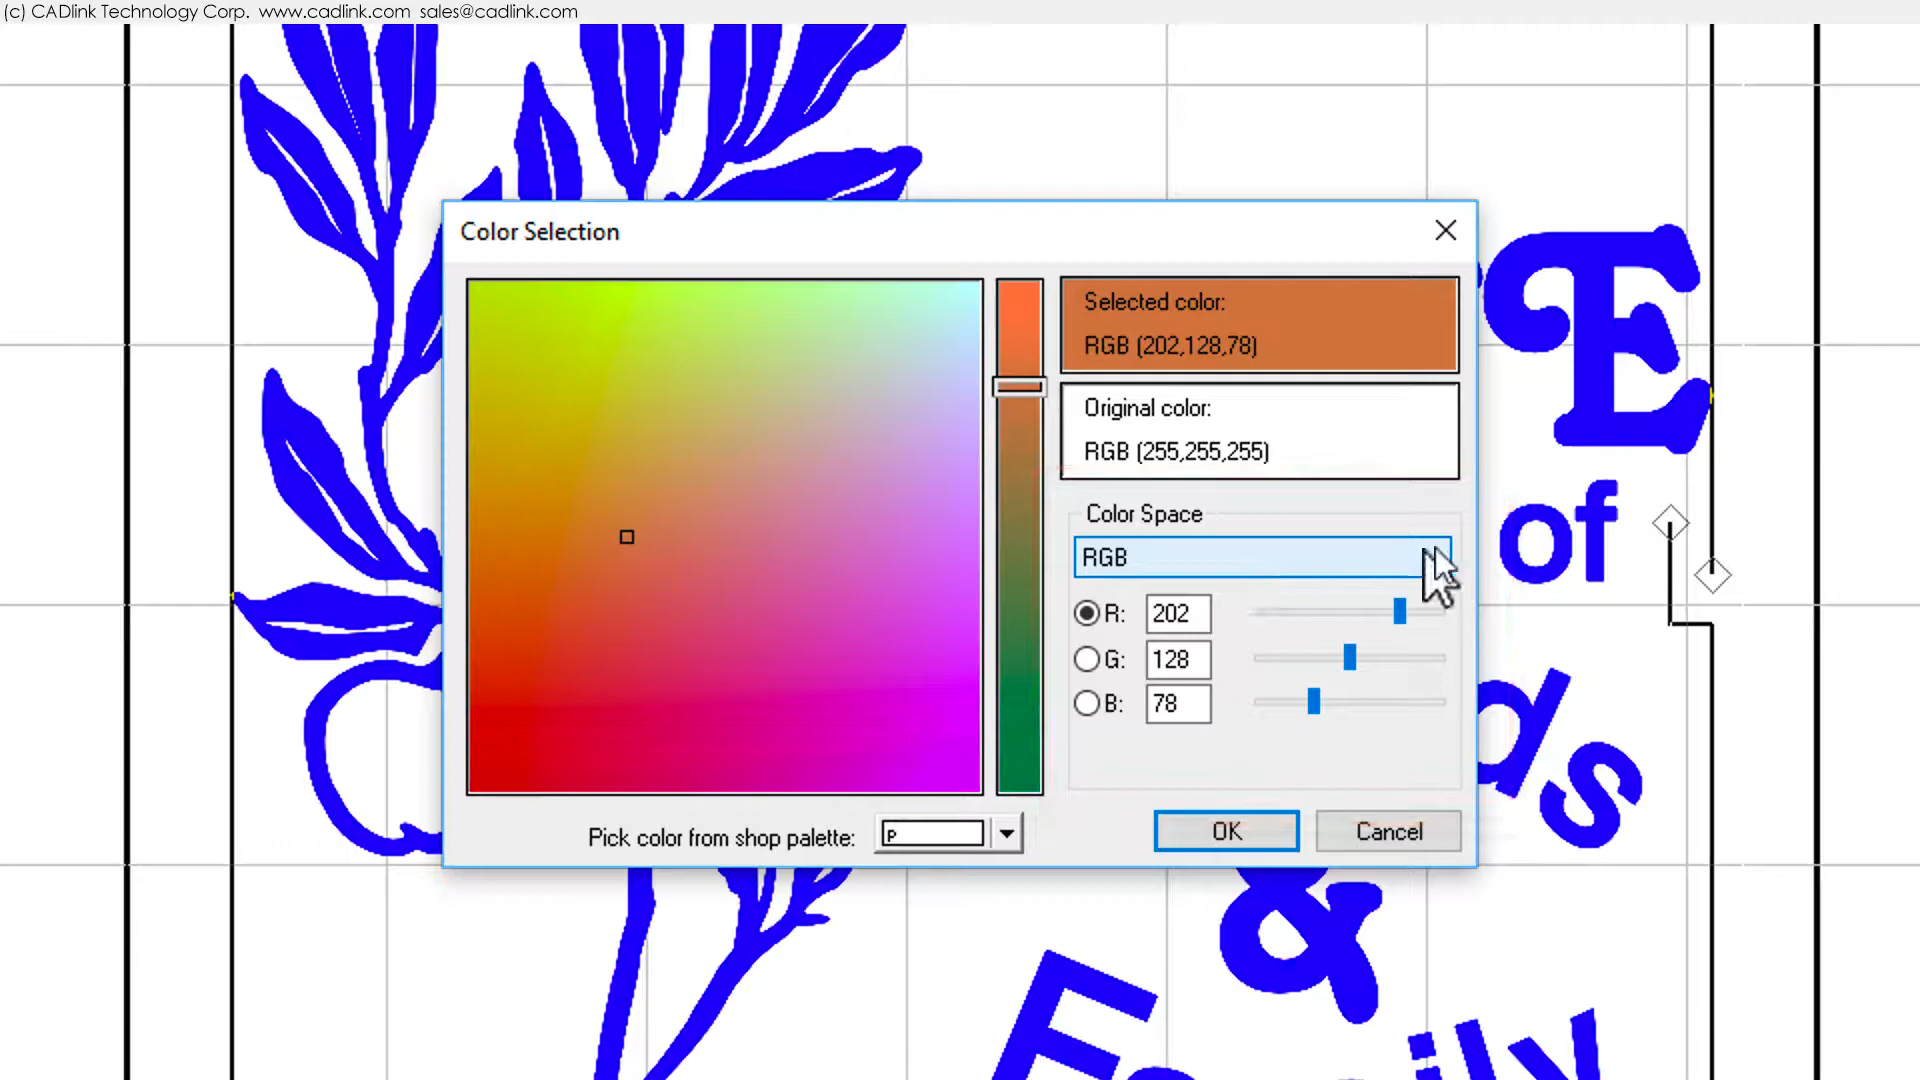 (c) CADlink Technology Corp. www.cadlink.com sales@cadlink.com
Color Selection
Selected color:
RGB (202,128,78)
Original color:
RGB (255,255,255)
Color Space
RGB
R: 202
G: 128
B: 78
Pick color from shop palette: P
OK Cancel
E
of
ds
&